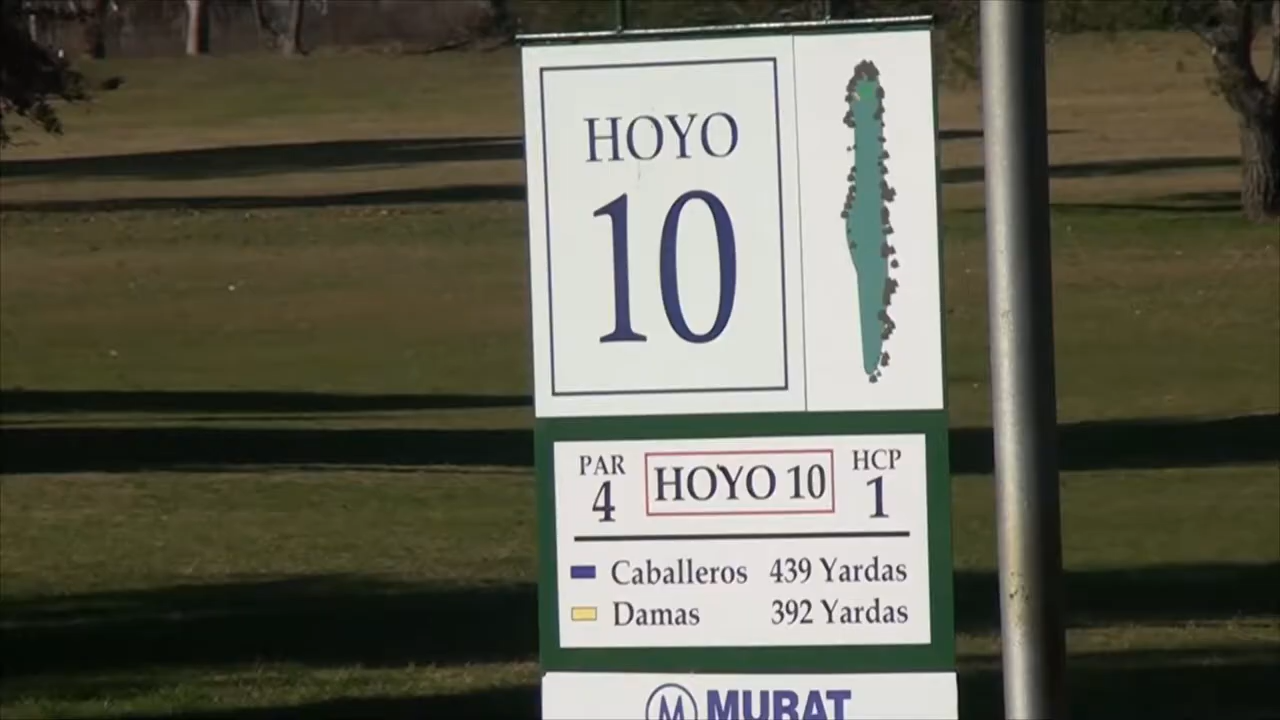 HOYO
10
PAR
4
HOYO 10
HCP
1
Caballeros 439 Yardas
Damas 392 Yardas
M MURAT